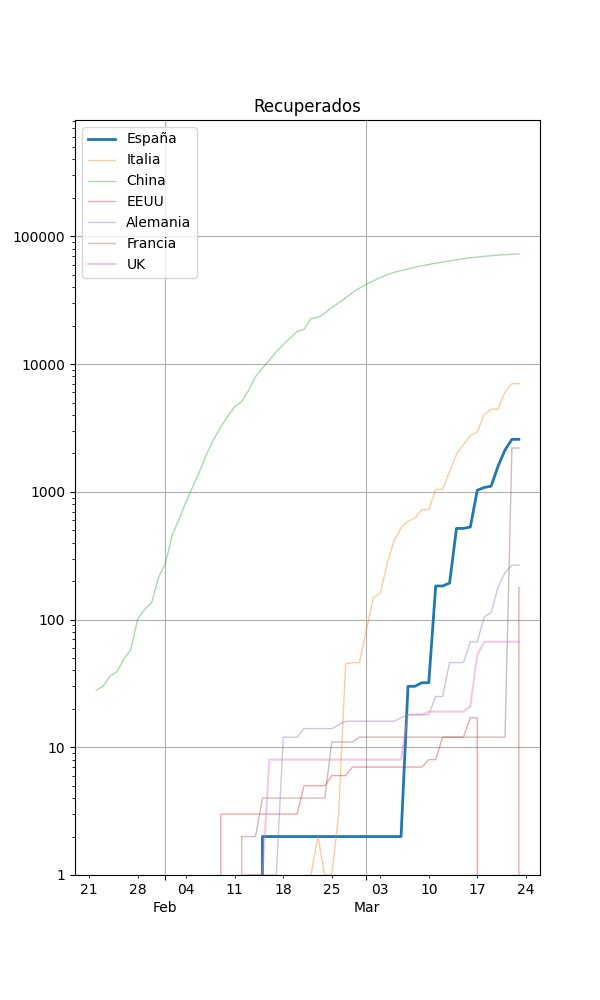 Recuperados
España
Italia
China
EEUU
Alemania
Francia
UK
100000
10000
1000
100
10
1
21 28 04 11 18 25 03 10 17 24
Feb Mar